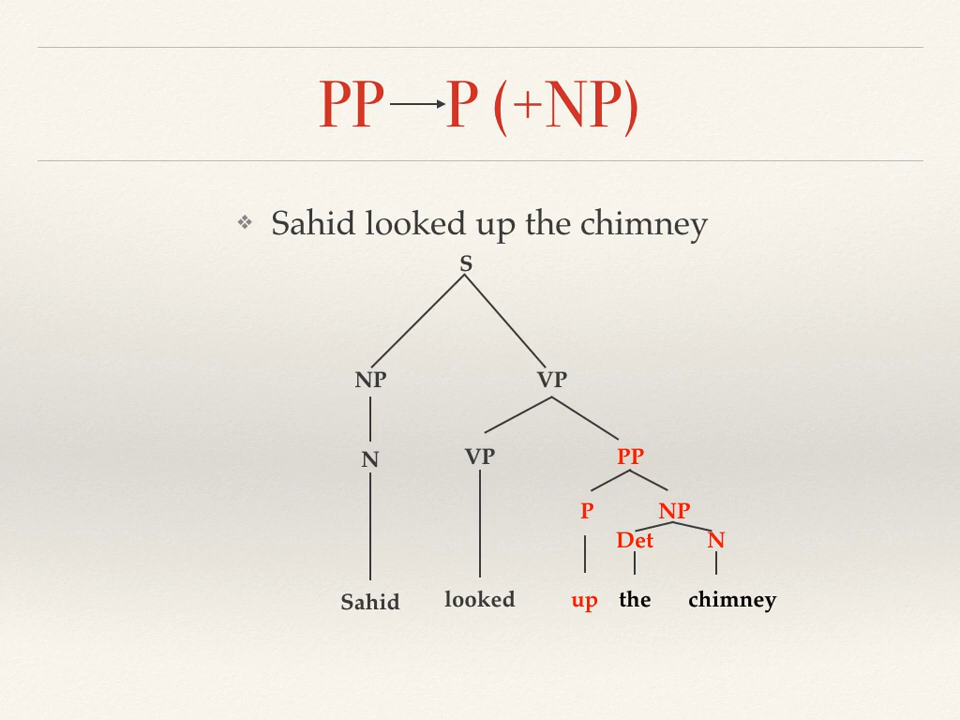 PP→P (+NP)
❖ Sahid looked up the chimney
S
NP VP
N VP PP
P NP
Det N
Sahid looked up the chimney